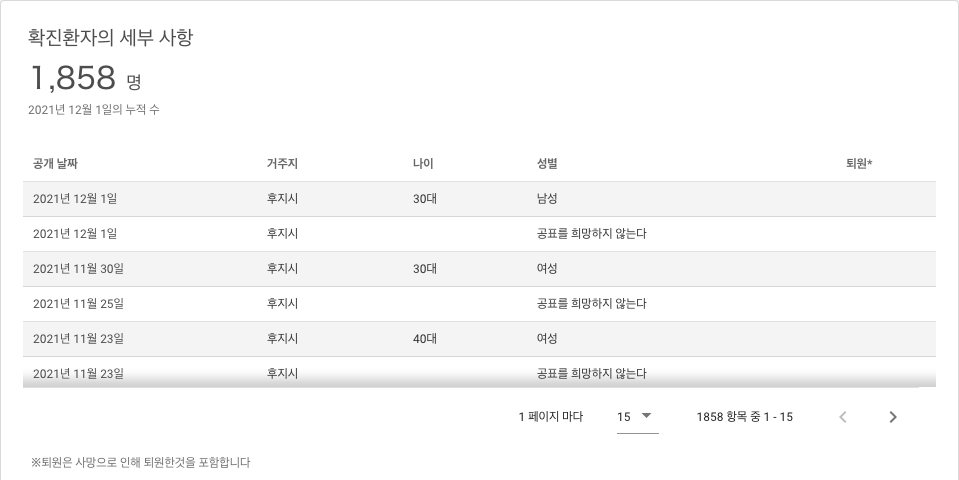 확진환자의 세부 사항
1,858 명
2021년 12월 1일의 누적 수
공개 날짜 거주지 나이 성별 퇴원*
2021년 12월 1일 후지시 30대 남성
2021년 12월 1일 후지시 공표를 희망하지 않는다
2021년 11월 30일 후지시 30대 여성
2021년 11월 25일 후지시 공표를 희망하지 않는다
2021년 11월 23일 후지시 40대 여성
2021년 11월 23일 후지시 공표를 희망하지 않는다
1 페이지 마다 15 1858 항목 중 1 - 15
※퇴원은 사망으로 인해 퇴원한것을 포함합니다